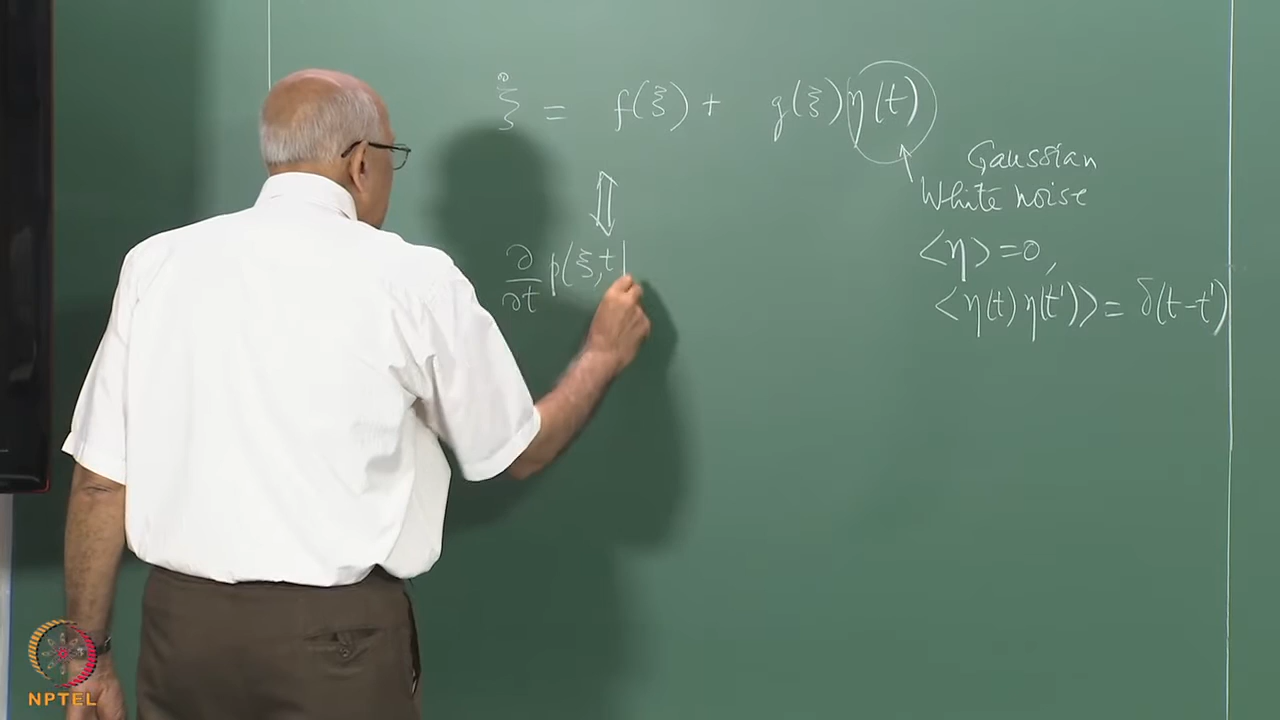 ξ̇ = f(ξ) + g(ξ) η(t)
Gaussian
White noise
⟨η⟩ = 0,
⟨η(t) η(t')⟩ = δ(t-t')
∂/∂t p(ξ,t|
NPTEL